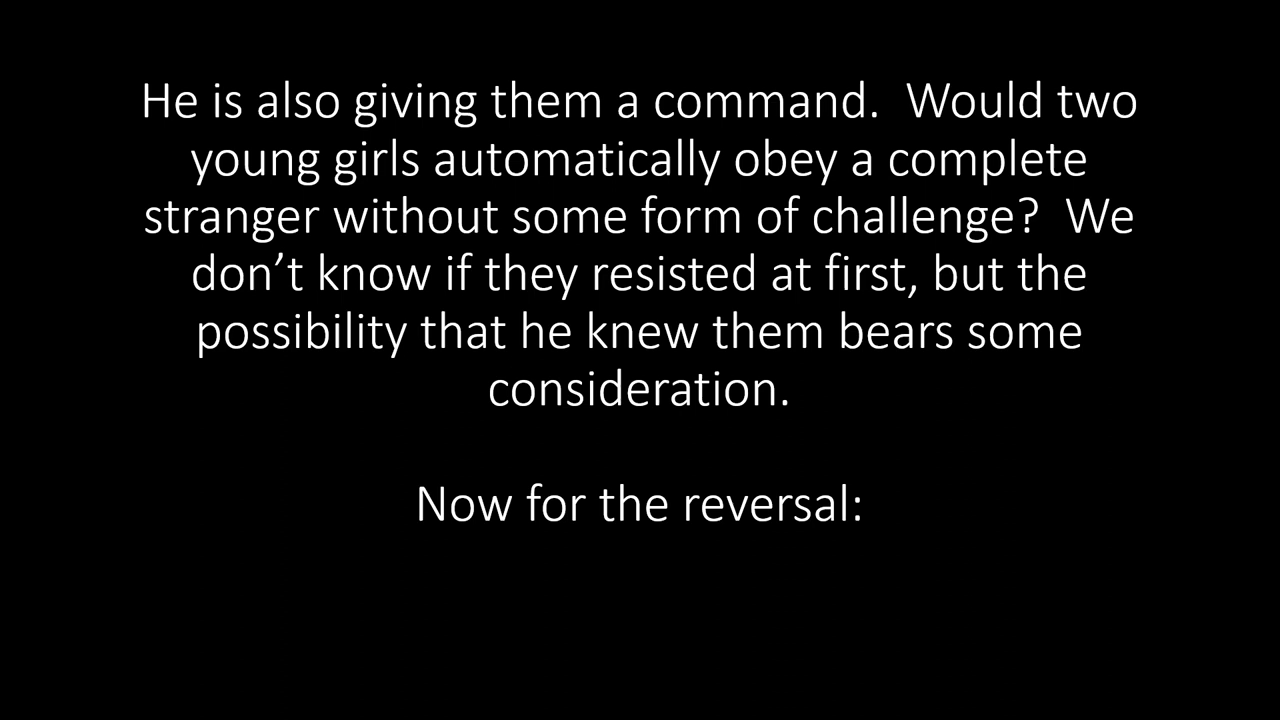 He is also giving them a command.  Would two
young girls automatically obey a complete
stranger without some form of challenge?  We
don’t know if they resisted at first, but the
possibility that he knew them bears some
consideration.
Now for the reversal: